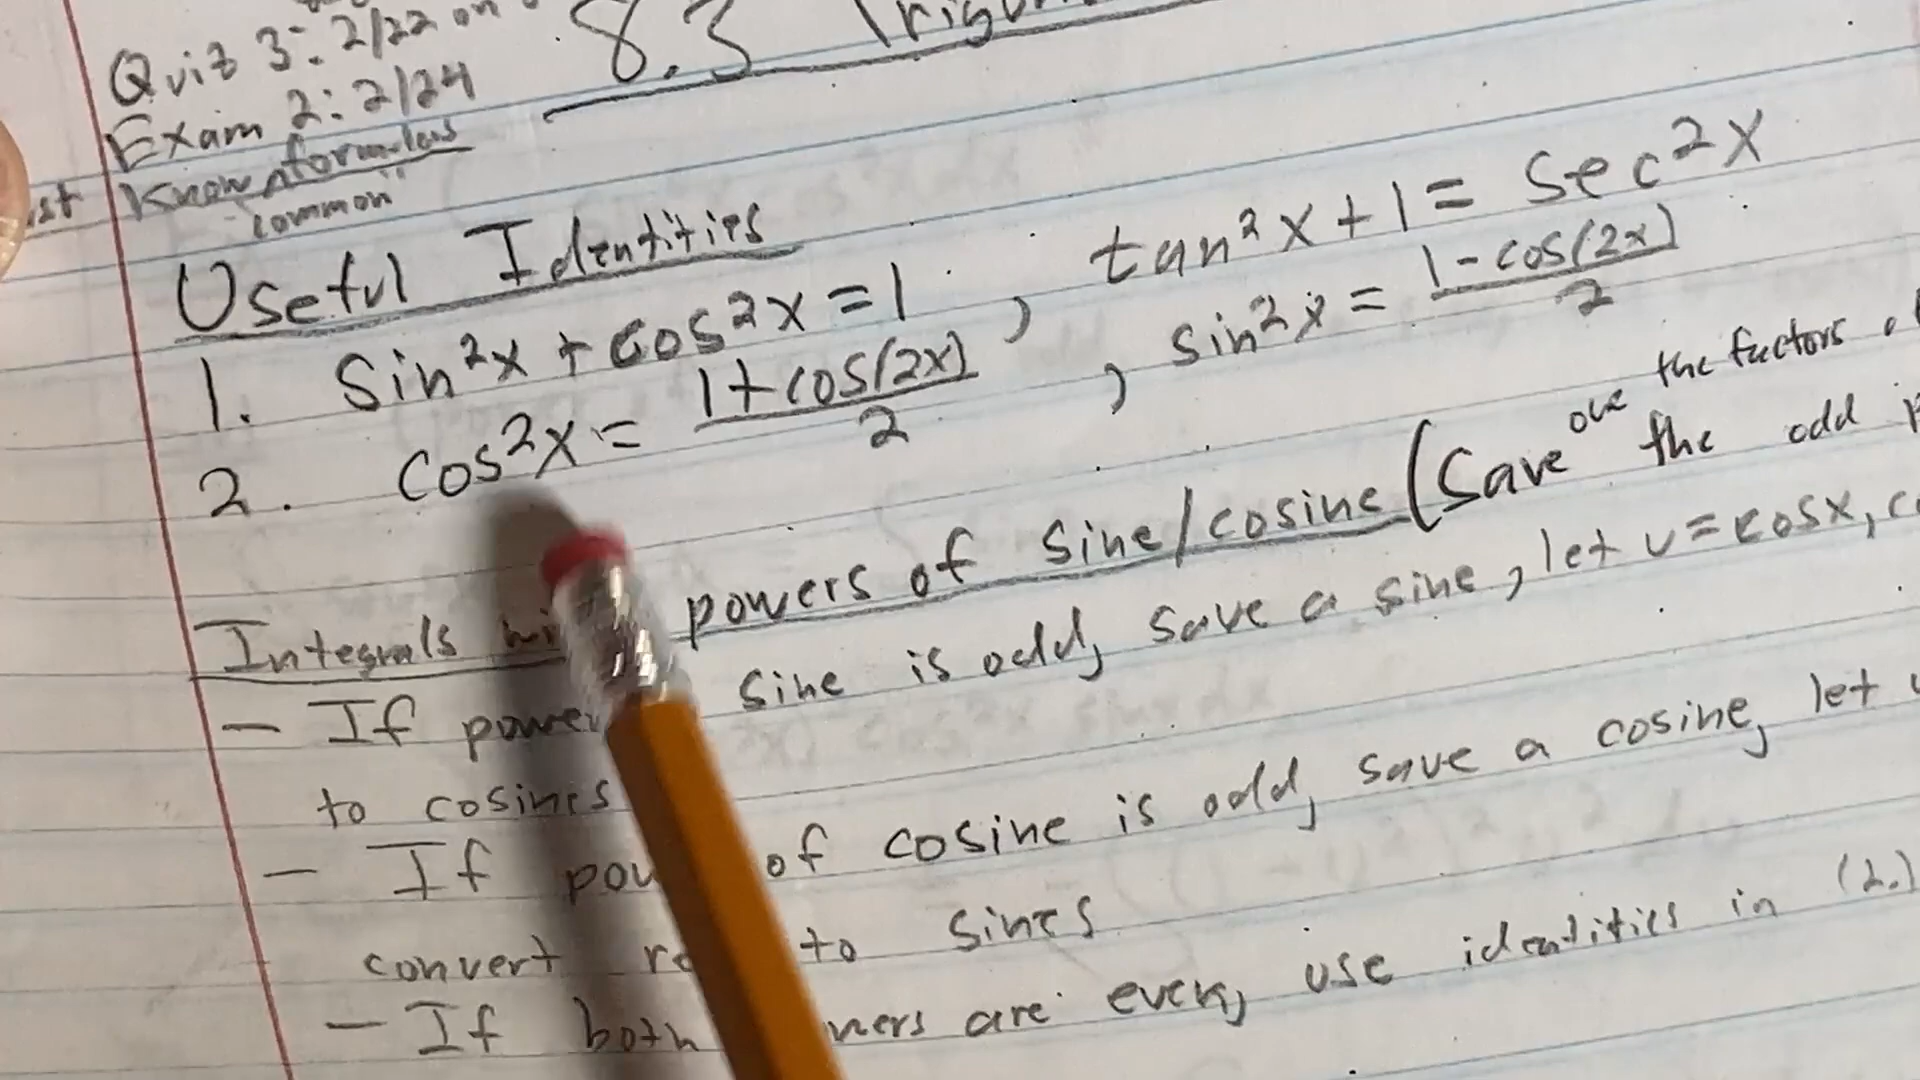 Quiz 3: 2/22 on
Exam 2: 2/24
Know formulas
"common"
8.3
Useful Identities
1. Sin²x + cos²x = 1, tan²x + 1 = sec²x
2. cos²x = 1+cos(2x)/2, sin²x = 1-cos(2x)/2
Integrals powers of sine/cosine (Save one the factors
the odd
- If power sine is odd, save a sine, let u=cosx,
to cosines
- If of cosine is odd, save a cosine, let
convert to sines
- If both are even, use identities in (2.)